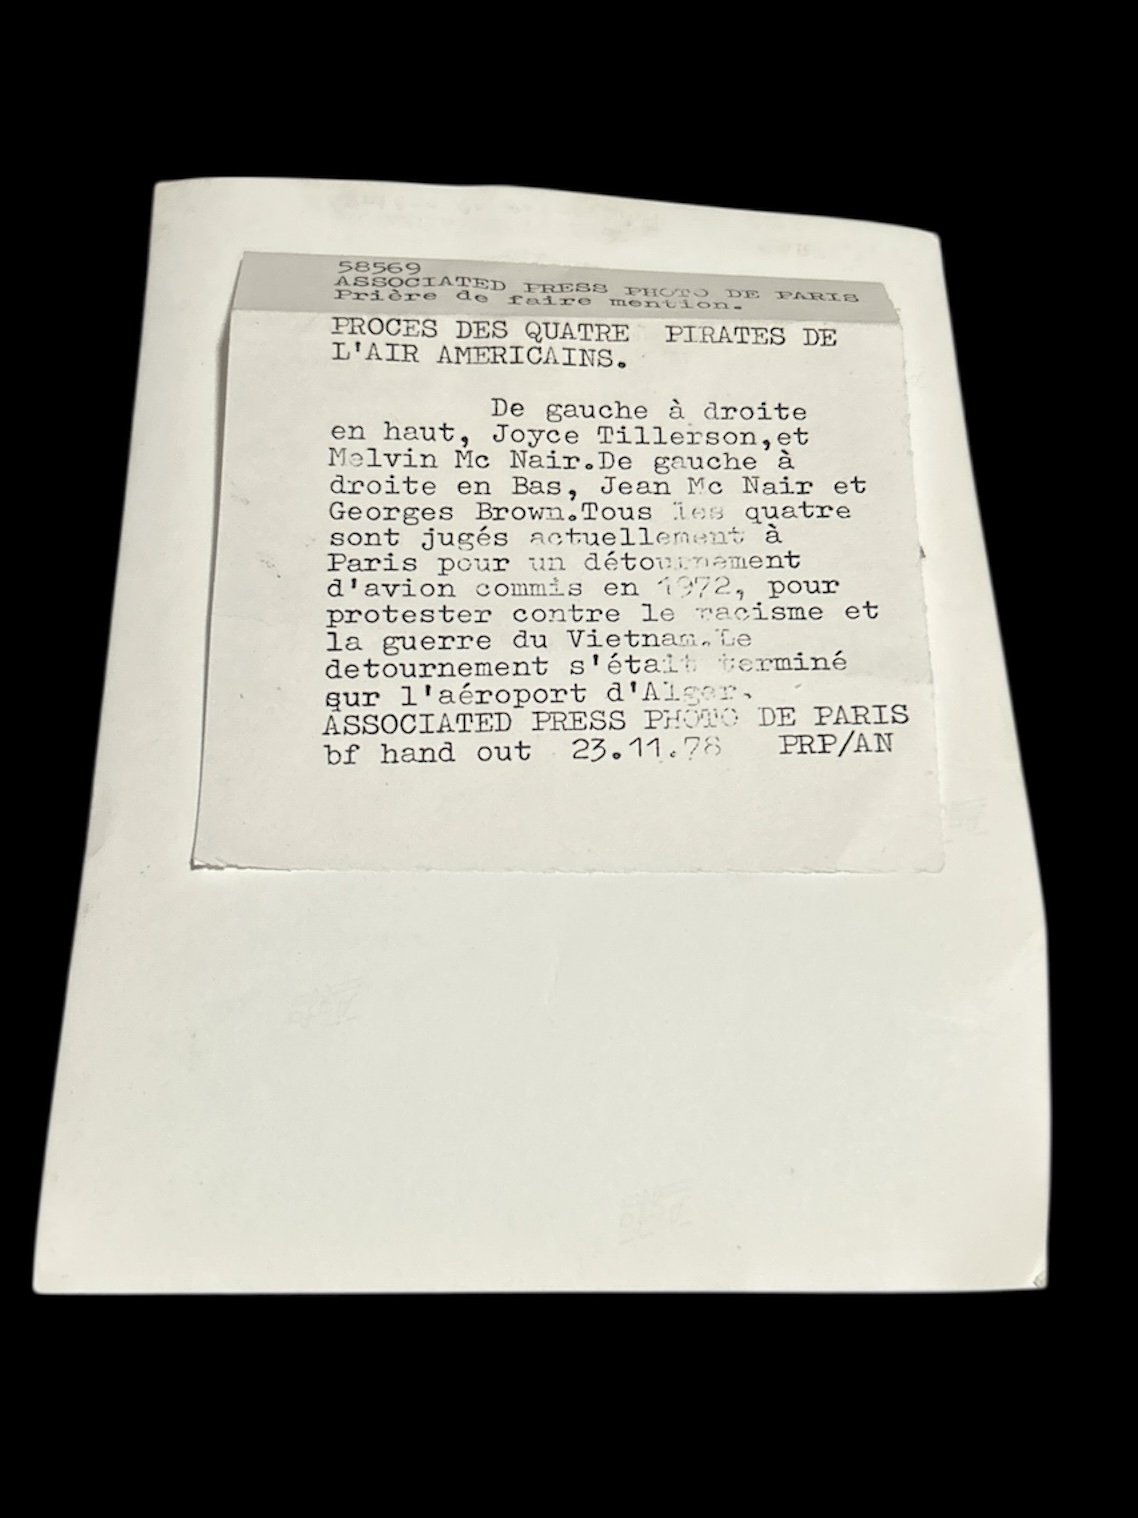 58569
ASSOCIATED PRESS PHOTO DE PARIS
Prière de faire mention.
PROCES DES QUATRE PIRATES DE
L'AIR AMERICAINS.
De gauche à droite
en haut, Joyce Tillerson,et
Melvin Mc Nair.De gauche à
droite en Bas, Jean Mc Nair et
Georges Brown.Tous les quatre
sont jugés actuellement à
Paris pour un détournement
d'avion commis en 1972, pour
protester contre le racisme et
la guerre du Vietnam.Le
detournement s'était terminé
sur l'aéroport d'Alger.
ASSOCIATED PRESS PHOTO DE PARIS
bf hand out 23.11.78 PRP/AN